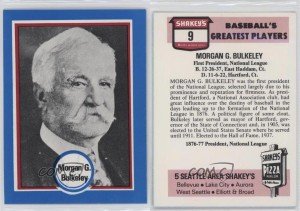 Morgan G.
Bulkeley
SHAKEY'S
9
BASEBALL'S
GREATEST PLAYERS
MORGAN G. BULKELEY
First President, National League
B. 12-26-37, East Haddam, Ct.
D. 11-6-22, Hartford, Ct.
MORGAN G. BULKELEY was the first president
of the National League, selected largely due to his
prominence and reputation for firmness. As presi-
dent of Hartford, a National Association club, had
great influence over the destiny of baseball in the
days leading up to the formation of the National
League in 1876. A political figure of some clout,
Bulkeley later served as mayor of Hartford, gov-
ernor of the State of Connecticut and in 1905, was
elected to the United States Senate where he served
until 1911. Elected to the Hall of Fame in 1937.
1876-77 President, National League
5 SEATTLE AREA SHAKEY'S
Bellevue • Lake City • Aurora
West Seattle • Elliott & Broad
SHAKEY'S
PIZZA